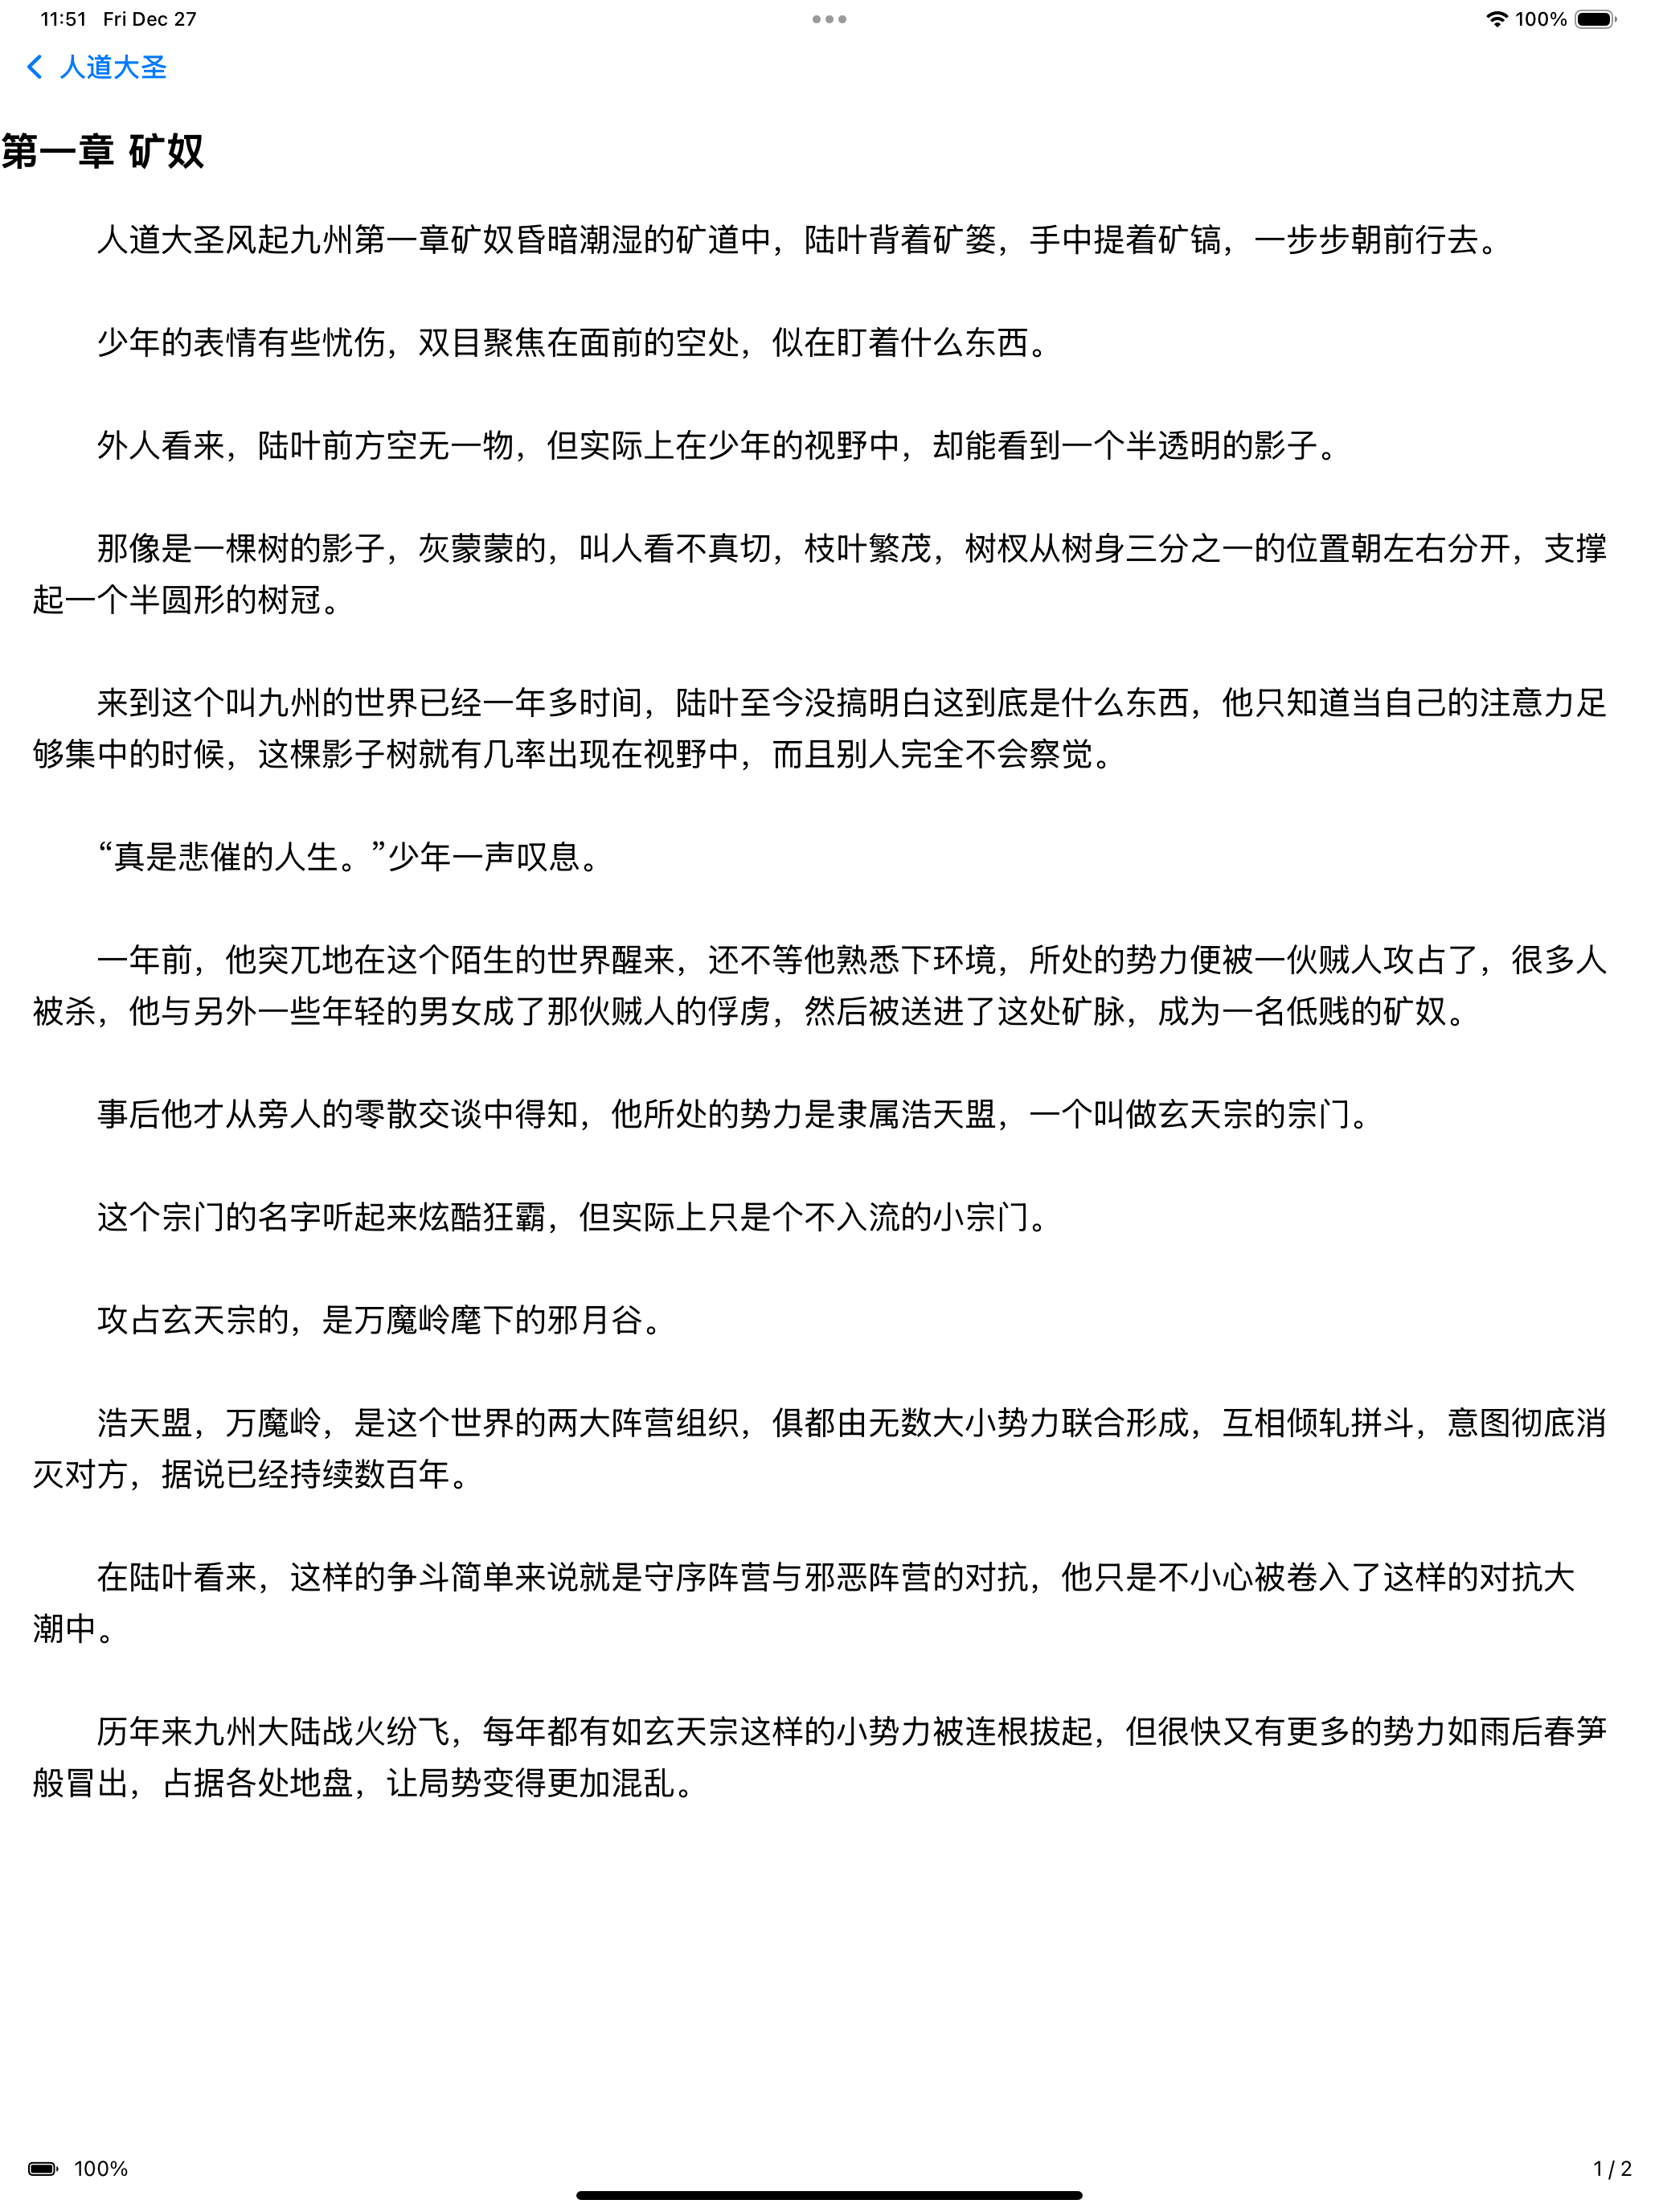 11:51 Fri Dec 27
100%
人道大圣
第一章 矿奴
人道大圣风起九州第一章矿奴昏暗潮湿的矿道中，陆叶背着矿篓，手中提着矿镐，一步步朝前行去。
少年的表情有些忧伤，双目聚焦在面前的空处，似在盯着什么东西。
外人看来，陆叶前方空无一物，但实际上在少年的视野中，却能看到一个半透明的影子。
那像是一棵树的影子，灰蒙蒙的，叫人看不真切，枝叶繁茂，树杈从树身三分之一的位置朝左右分开，支撑
起一个半圆形的树冠。
来到这个叫九州的世界已经一年多时间，陆叶至今没搞明白这到底是什么东西，他只知道当自己的注意力足
够集中的时候，这棵影子树就有几率出现在视野中，而且别人完全不会察觉。
“真是悲催的人生。”少年一声叹息。
一年前，他突兀地在这个陌生的世界醒来，还不等他熟悉下环境，所处的势力便被一伙贼人攻占了，很多人
被杀，他与另外一些年轻的男女成了那伙贼人的俘虏，然后被送进了这处矿脉，成为一名低贱的矿奴。
事后他才从旁人的零散交谈中得知，他所处的势力是隶属浩天盟，一个叫做玄天宗的宗门。
这个宗门的名字听起来炫酷狂霸，但实际上只是个不入流的小宗门。
攻占玄天宗的，是万魔岭麾下的邪月谷。
浩天盟，万魔岭，是这个世界的两大阵营组织，俱都由无数大小势力联合形成，互相倾轧拼斗，意图彻底消
灭对方，据说已经持续数百年。
在陆叶看来，这样的争斗简单来说就是守序阵营与邪恶阵营的对抗，他只是不小心被卷入了这样的对抗大
潮中。
历年来九州大陆战火纷飞，每年都有如玄天宗这样的小势力被连根拔起，但很快又有更多的势力如雨后春笋
般冒出，占据各处地盘，让局势变得更加混乱。
100%
1 / 2